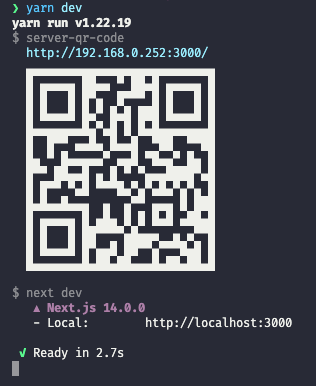 ❯ yarn dev
yarn run v1.22.19
$ server-qr-code
http://192.168.0.252:3000/
$ next dev
▲ Next.js 14.0.0
- Local: http://localhost:3000
✓ Ready in 2.7s